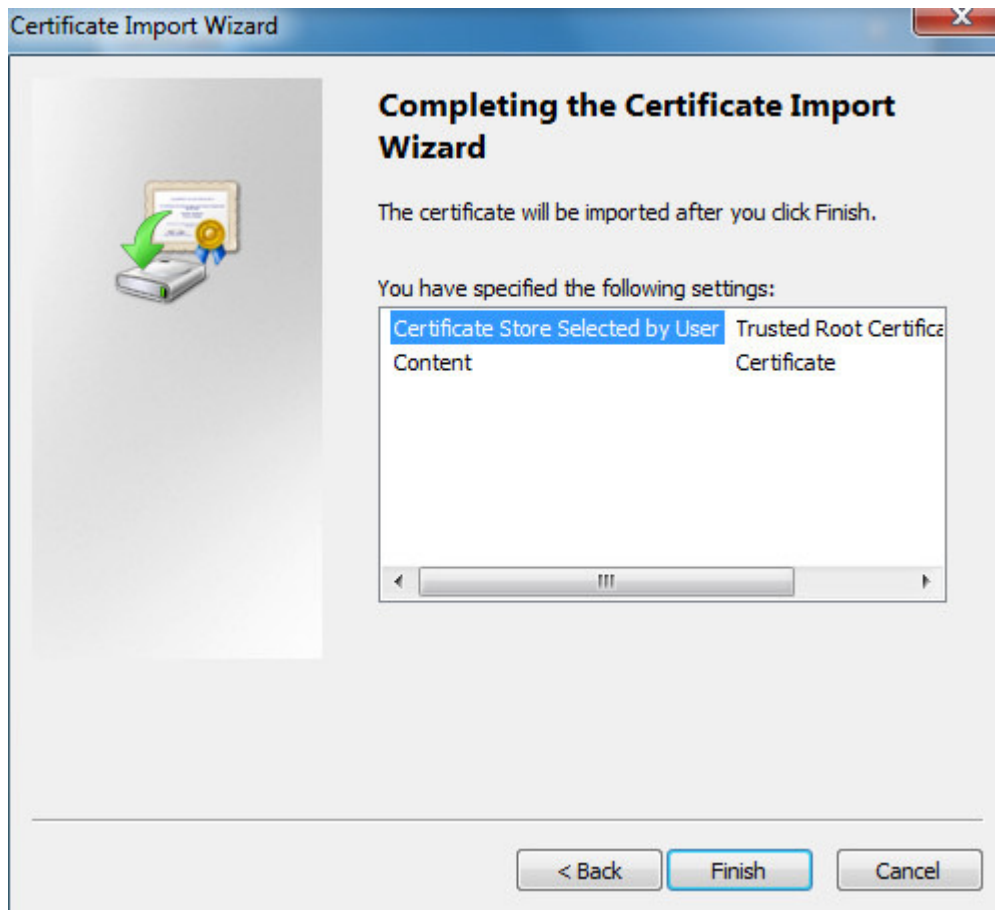 Certificate Import Wizard
Completing the Certificate Import
Wizard
The certificate will be imported after you click Finish.
You have specified the following settings:
Certificate Store Selected by User Trusted Root Certifica
Content Certificate
< Back Finish Cancel